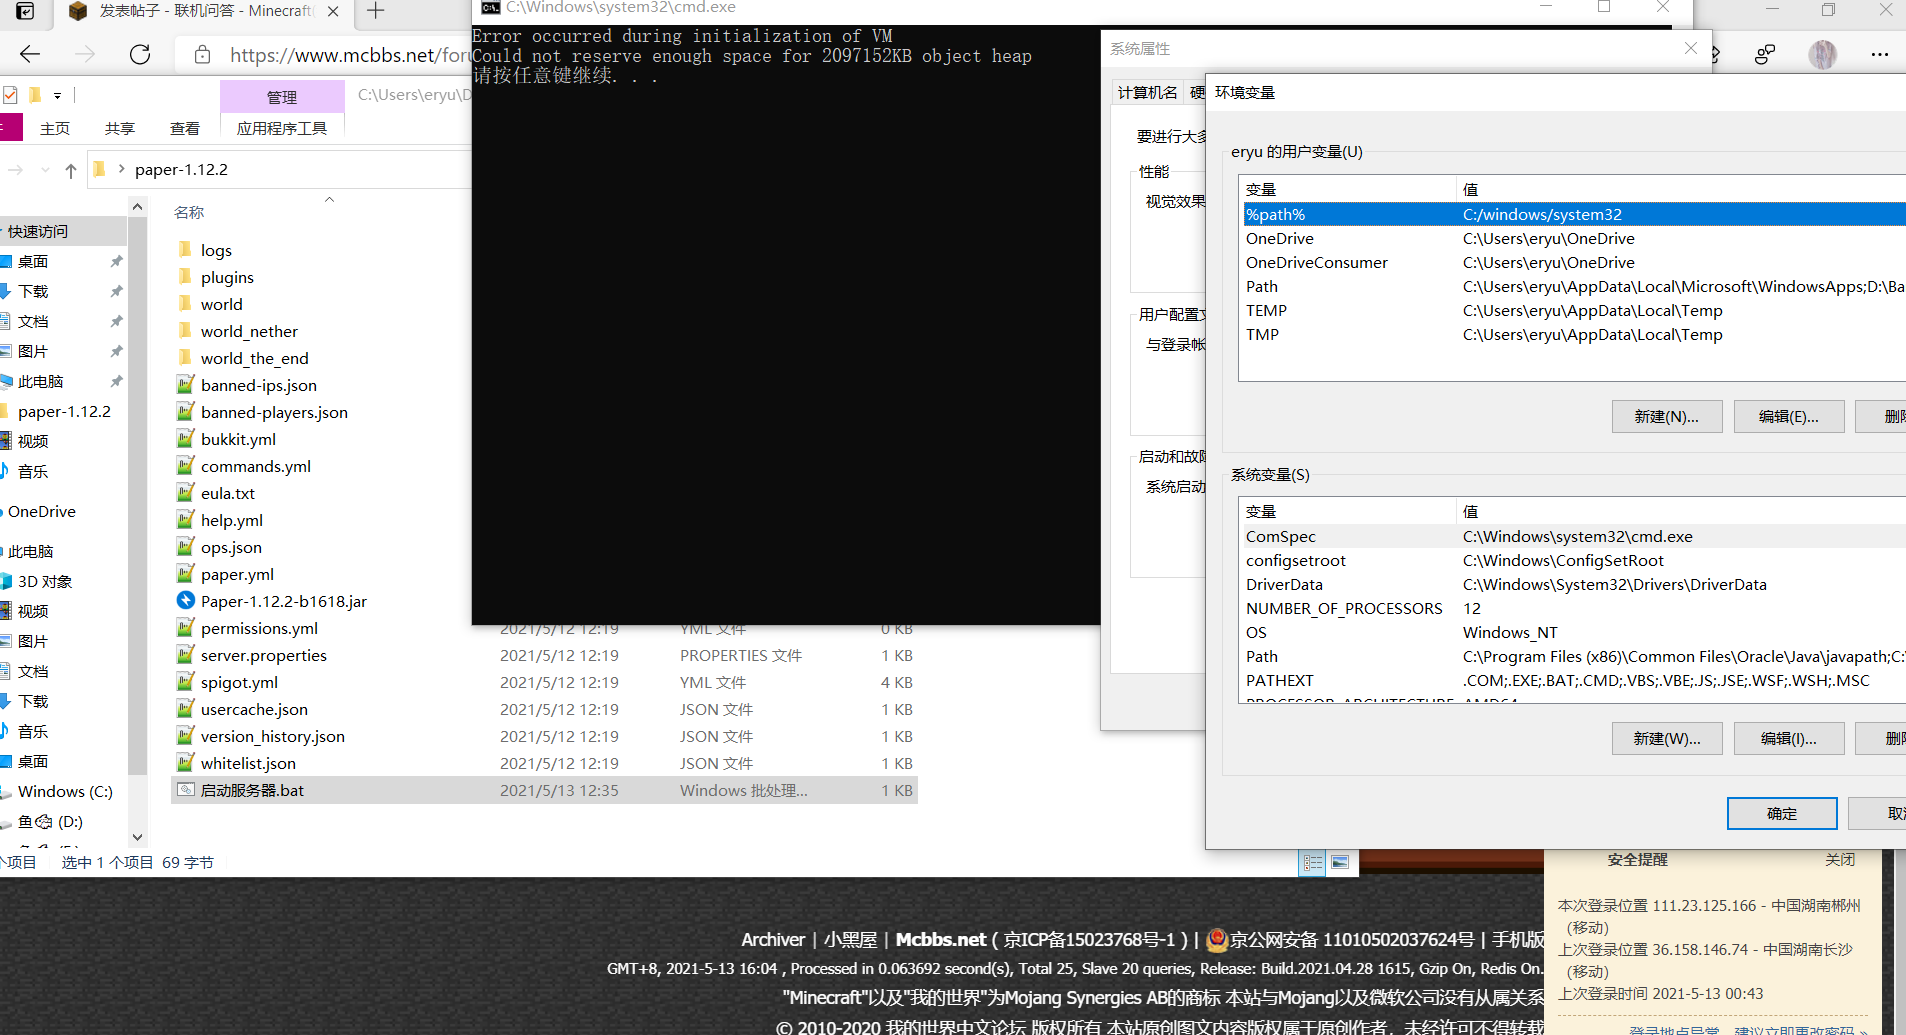 发表帖子 - 联机问答 - Minecraft(
https://www.mcbbs.net/foru
C:\Windows\system32\cmd.exe
Error occurred during initialization of VM
Could not reserve enough space for 2097152KB object heap
请按任意键继续. . .
管理
C:\Users\eryu\D
主页
共享
查看
应用程序工具
paper-1.12.2
名称
快速访问
桌面
下载
文档
图片
此电脑
paper-1.12.2
视频
音乐
OneDrive
此电脑
3D 对象
视频
图片
文档
下载
音乐
桌面
Windows (C:)
(D:)
logs
plugins
world
world_nether
world_the_end
banned-ips.json
banned-players.json
bukkit.yml
commands.yml
eula.txt
help.yml
ops.json
paper.yml
Paper-1.12.2-b1618.jar
permissions.yml 2021/5/12 12:19 YML 文件 0 KB
server.properties 2021/5/12 12:19 PROPERTIES 文件 1 KB
spigot.yml 2021/5/12 12:19 YML 文件 4 KB
usercache.json 2021/5/12 12:19 JSON 文件 1 KB
version_history.json 2021/5/12 12:19 JSON 文件 1 KB
whitelist.json 2021/5/12 12:19 JSON 文件 1 KB
启动服务器.bat 2021/5/13 12:35 Windows 批处理... 1 KB
个项目 选中 1 个项目 69 字节
系统属性
计算机名
硬
要进行大多
性能
视觉效果
用户配置文
与登录帐
启动和故障
系统启动
环境变量
eryu 的用户变量(U)
变量 值
%path% C:/windows/system32
OneDrive C:\Users\eryu\OneDrive
OneDriveConsumer C:\Users\eryu\OneDrive
Path C:\Users\eryu\AppData\Local\Microsoft\WindowsApps;D:\Ba
TEMP C:\Users\eryu\AppData\Local\Temp
TMP C:\Users\eryu\AppData\Local\Temp
新建(N)... 编辑(E)... 删除
系统变量(S)
变量 值
ComSpec C:\Windows\system32\cmd.exe
configsetroot C:\Windows\ConfigSetRoot
DriverData C:\Windows\System32\Drivers\DriverData
NUMBER_OF_PROCESSORS 12
OS Windows_NT
Path C:\Program Files (x86)\Common Files\Oracle\Java\javapath;C:\
PATHEXT .COM;.EXE;.BAT;.CMD;.VBS;.VBE;.JS;.JSE;.WSF;.WSH;.MSC
PROCESSOR_ARCHITECTURE AMD64
新建(W)... 编辑(I)... 删除
确定 取消
安全提醒 关闭
本次登录位置 111.23.125.166 - 中国湖南郴州
(移动)
上次登录位置 36.158.146.74 - 中国湖南长沙
(移动)
上次登录时间 2021-5-13 00:43
登录地点异常，建议立即更改密码 »
Archiver | 小黑屋 | Mcbbs.net ( 京ICP备15023768号-1 ) | 京公网安备 11010502037624号 | 手机版
GMT+8, 2021-5-13 16:04 , Processed in 0.063692 second(s), Total 25, Slave 20 queries, Release: Build.2021.04.28 1615, Gzip On, Redis On.
"Minecraft"以及"我的世界"为Mojang Synergies AB的商标 本站与Mojang以及微软公司没有从属关系
© 2010-2020 我的世界中文论坛 版权所有 本站原创图文内容版权属于原创作者，未经许可不得转载